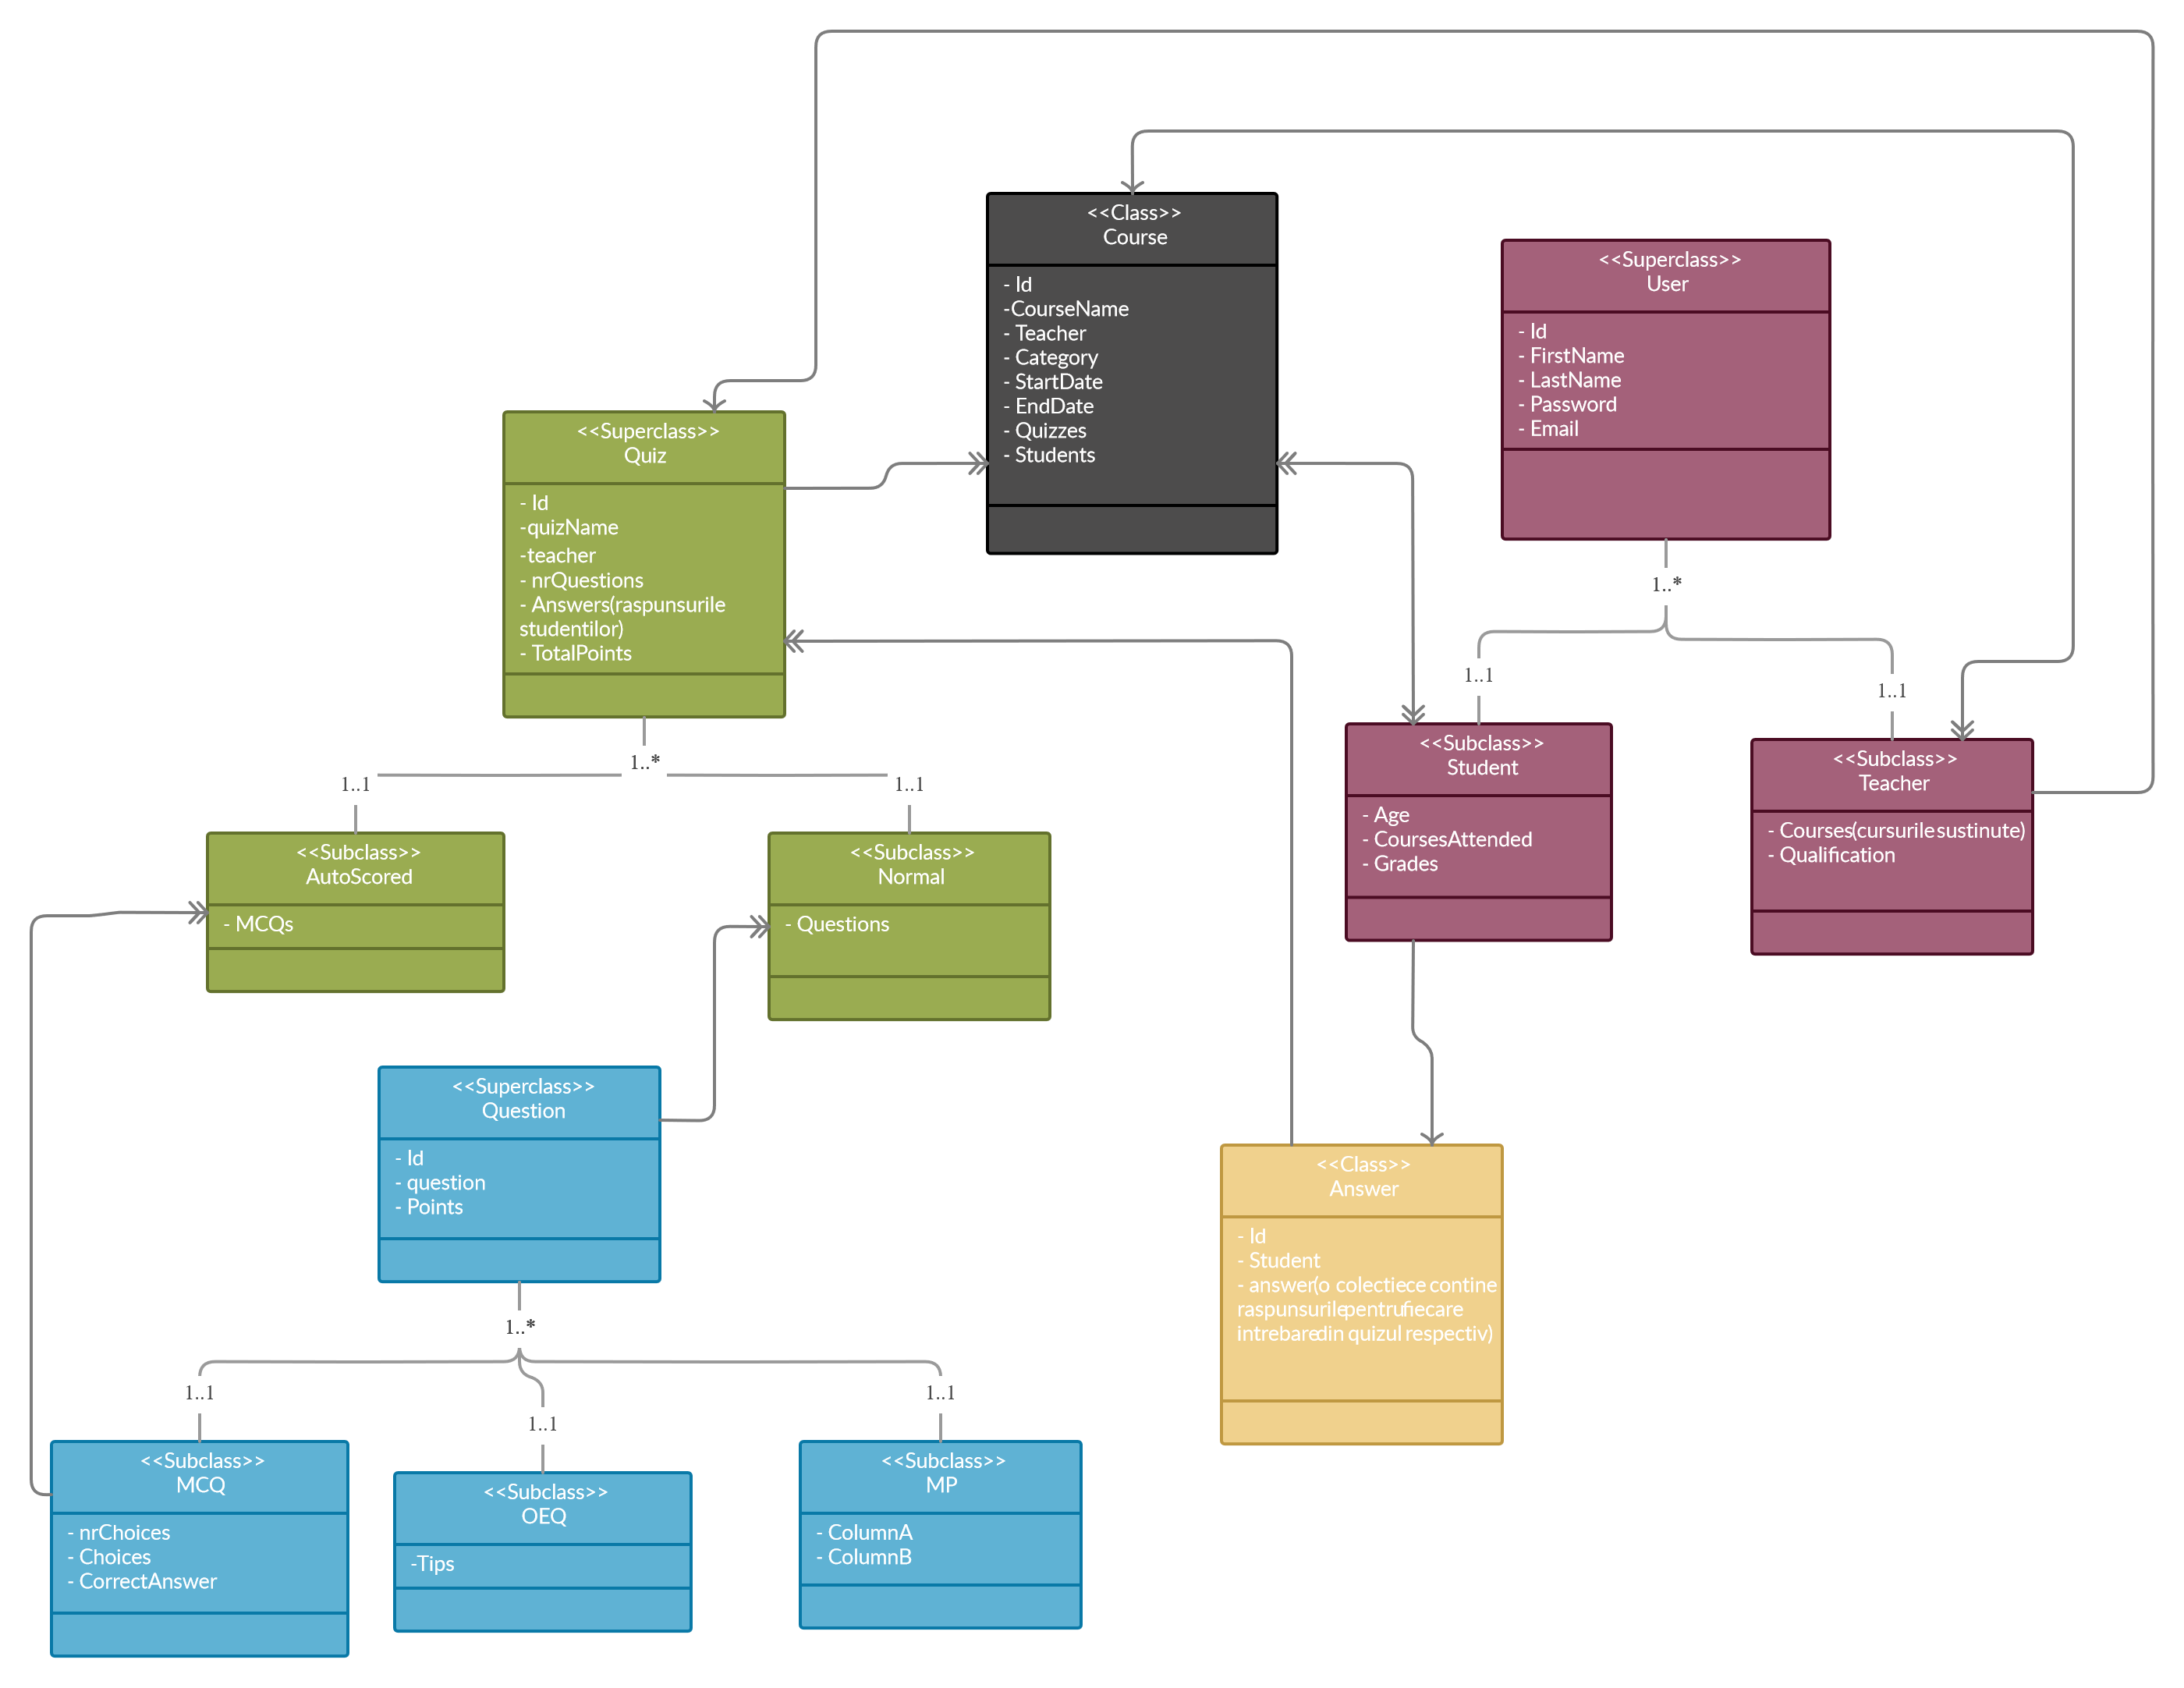 <<Class>>
Course
- Id
-CourseName
- Teacher
- Category
- StartDate
- EndDate
- Quizzes
- Students
<<Superclass>>
User
- Id
- FirstName
- LastName
- Password
- Email
1..*
1..1
1..1
<<Superclass>>
Quiz
- Id
-quizName
-teacher
- nrQuestions
- Answers(raspunsurile
studentilor)
- TotalPoints
1..*
1..1
1..1
<<Subclass>>
Student
- Age
- CoursesAttended
- Grades
<<Subclass>>
Teacher
- Courses(cursurile sustinute)
- Qualification
<<Subclass>>
AutoScored
- MCQs
<<Subclass>>
Normal
- Questions
<<Superclass>>
Question
- Id
- question
- Points
1..*
1..1
1..1
1..1
<<Class>>
Answer
- Id
- Student
- answer(o colectie ce contine
raspunsurile pentru fiecare
intrebare din quizul respectiv)
<<Subclass>>
MCQ
- nrChoices
- Choices
- CorrectAnswer
<<Subclass>>
OEQ
-Tips
<<Subclass>>
MP
- ColumnA
- ColumnB